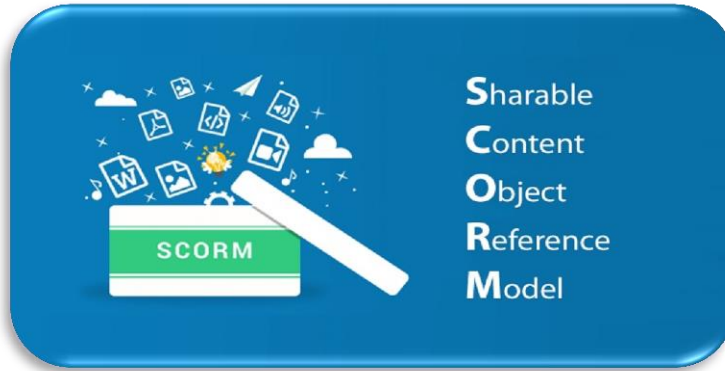 W
SCORM
Sharable
Content
Object
Reference
Model